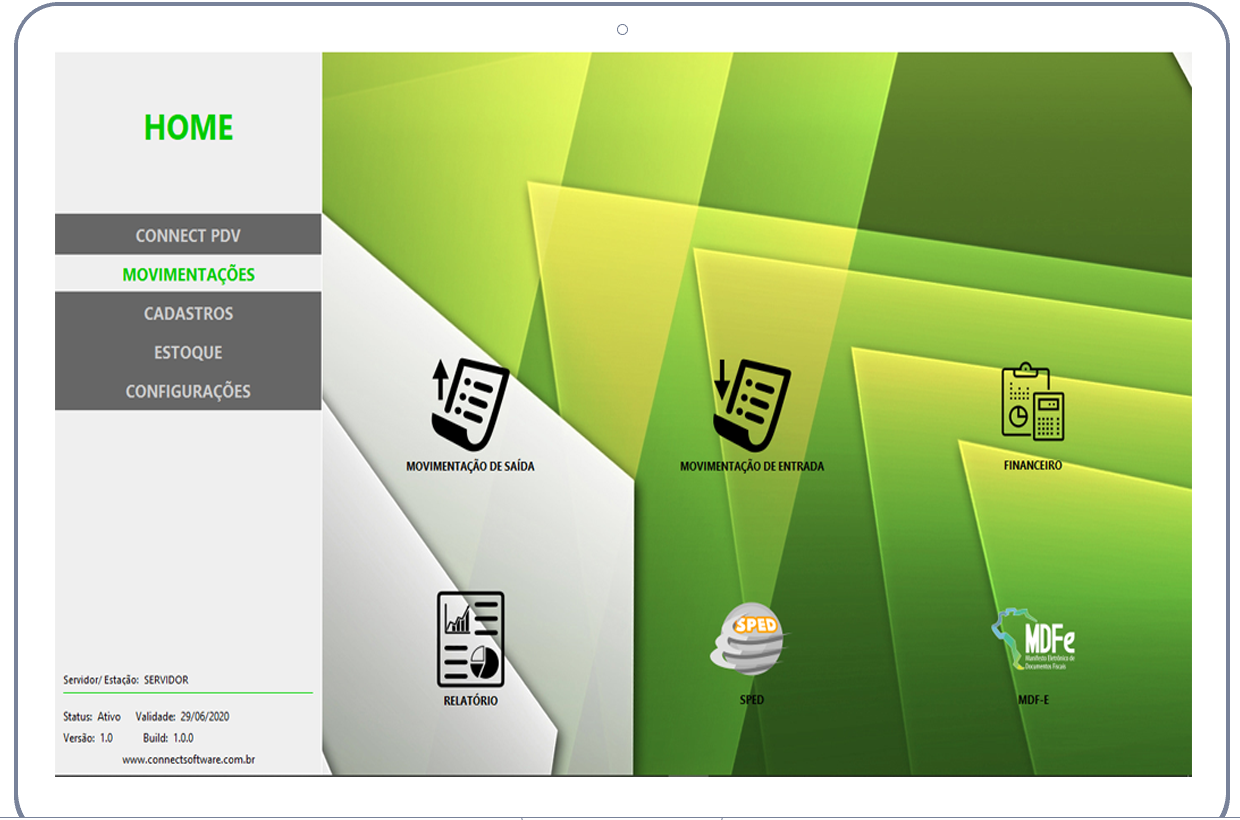 HOME
CONNECT PDV
MOVIMENTAÇÕES
CADASTROS
ESTOQUE
CONFIGURAÇÕES
MOVIMENTAÇÃO DE SAÍDA
MOVIMENTAÇÃO DE ENTRADA
FINANCEIRO
SPED
MDFe
Manifesto Eletrônico de
Documentos Fiscais
RELATÓRIO
SPED
MDF-E
Servidor/ Estação: SERVIDOR
Status: Ativo Validade: 29/06/2020
Versão: 1.0 Build: 1.0.0
www.connectsoftware.com.br